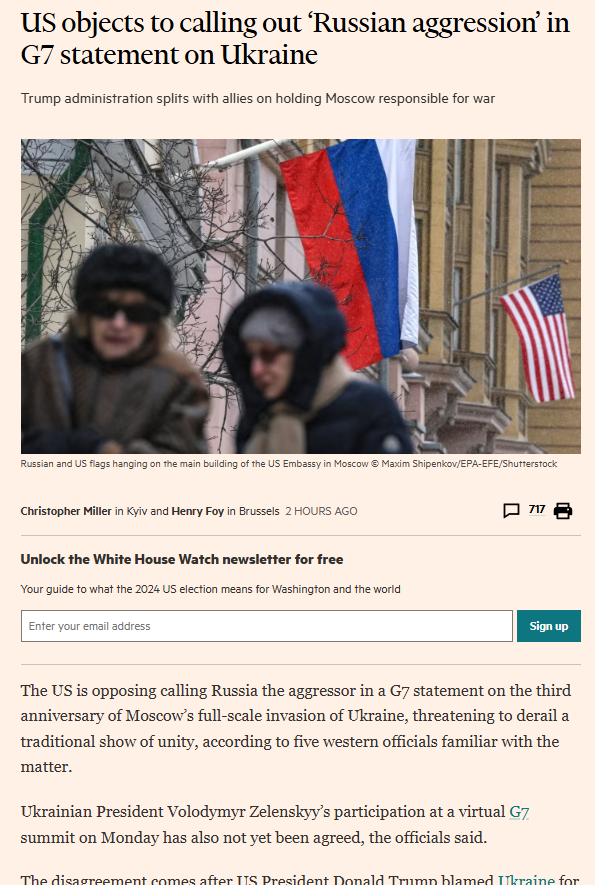 US objects to calling out ‘Russian aggression’ in
G7 statement on Ukraine
Trump administration splits with allies on holding Moscow responsible for war
Russian and US flags hanging on the main building of the US Embassy in Moscow © Maxim Shipenkov/EPA-EFE/Shutterstock
Christopher Miller in Kyiv and Henry Foy in Brussels 2 HOURS AGO
717
Unlock the White House Watch newsletter for free
Your guide to what the 2024 US election means for Washington and the world
Enter your email address
Sign up
The US is opposing calling Russia the aggressor in a G7 statement on the third
anniversary of Moscow’s full-scale invasion of Ukraine, threatening to derail a
traditional show of unity, according to five western officials familiar with the
matter.
Ukrainian President Volodymyr Zelenskyy’s participation at a virtual G7
summit on Monday has also not yet been agreed, the officials said.
The disagreement comes after US President Donald Trump blamed Ukraine for